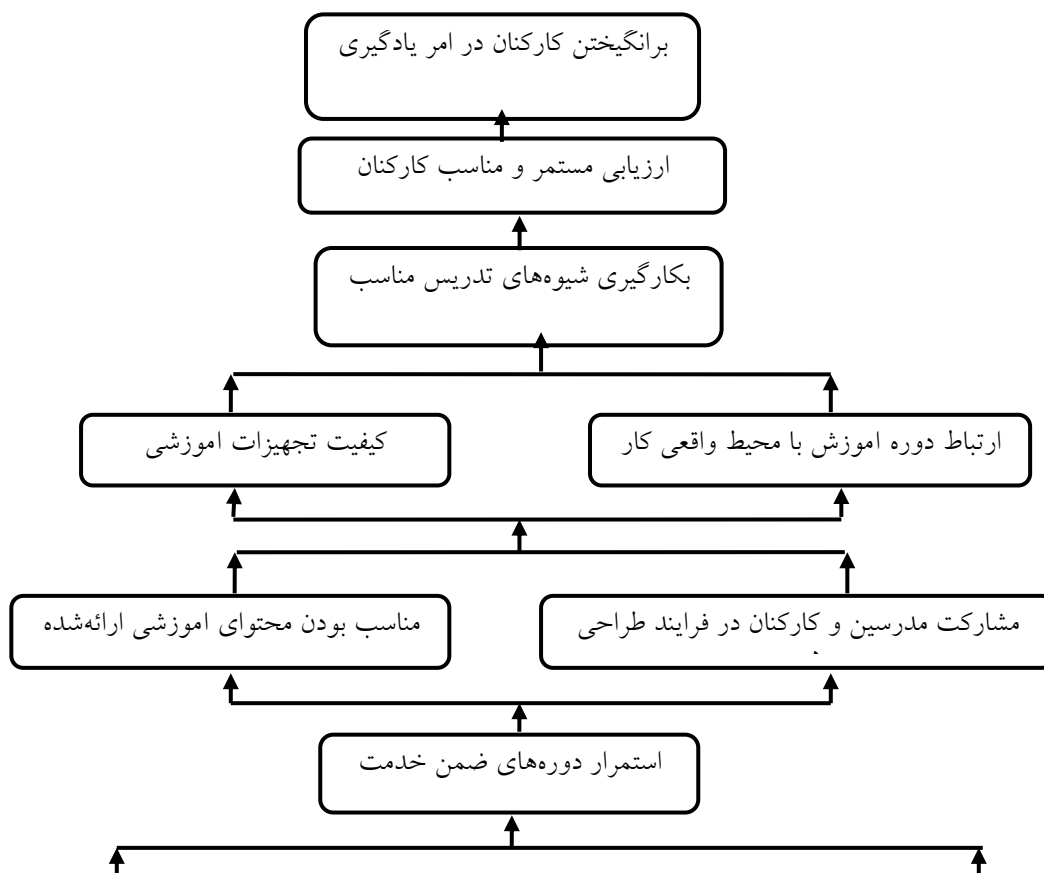 برانگیختن کارکنان در امر یادگیری
ارزیابی مستمر و مناسب کارکنان
بکارگیری شیوه‌های تدریس مناسب
ارتباط دوره اموزش با محیط واقعی کار
کیفیت تجهیزات اموزشی
مشارکت مدرسین و کارکنان در فرایند طراحی
مناسب بودن محتوای اموزشی ارائه‌شده
استمرار دوره‌های ضمن خدمت